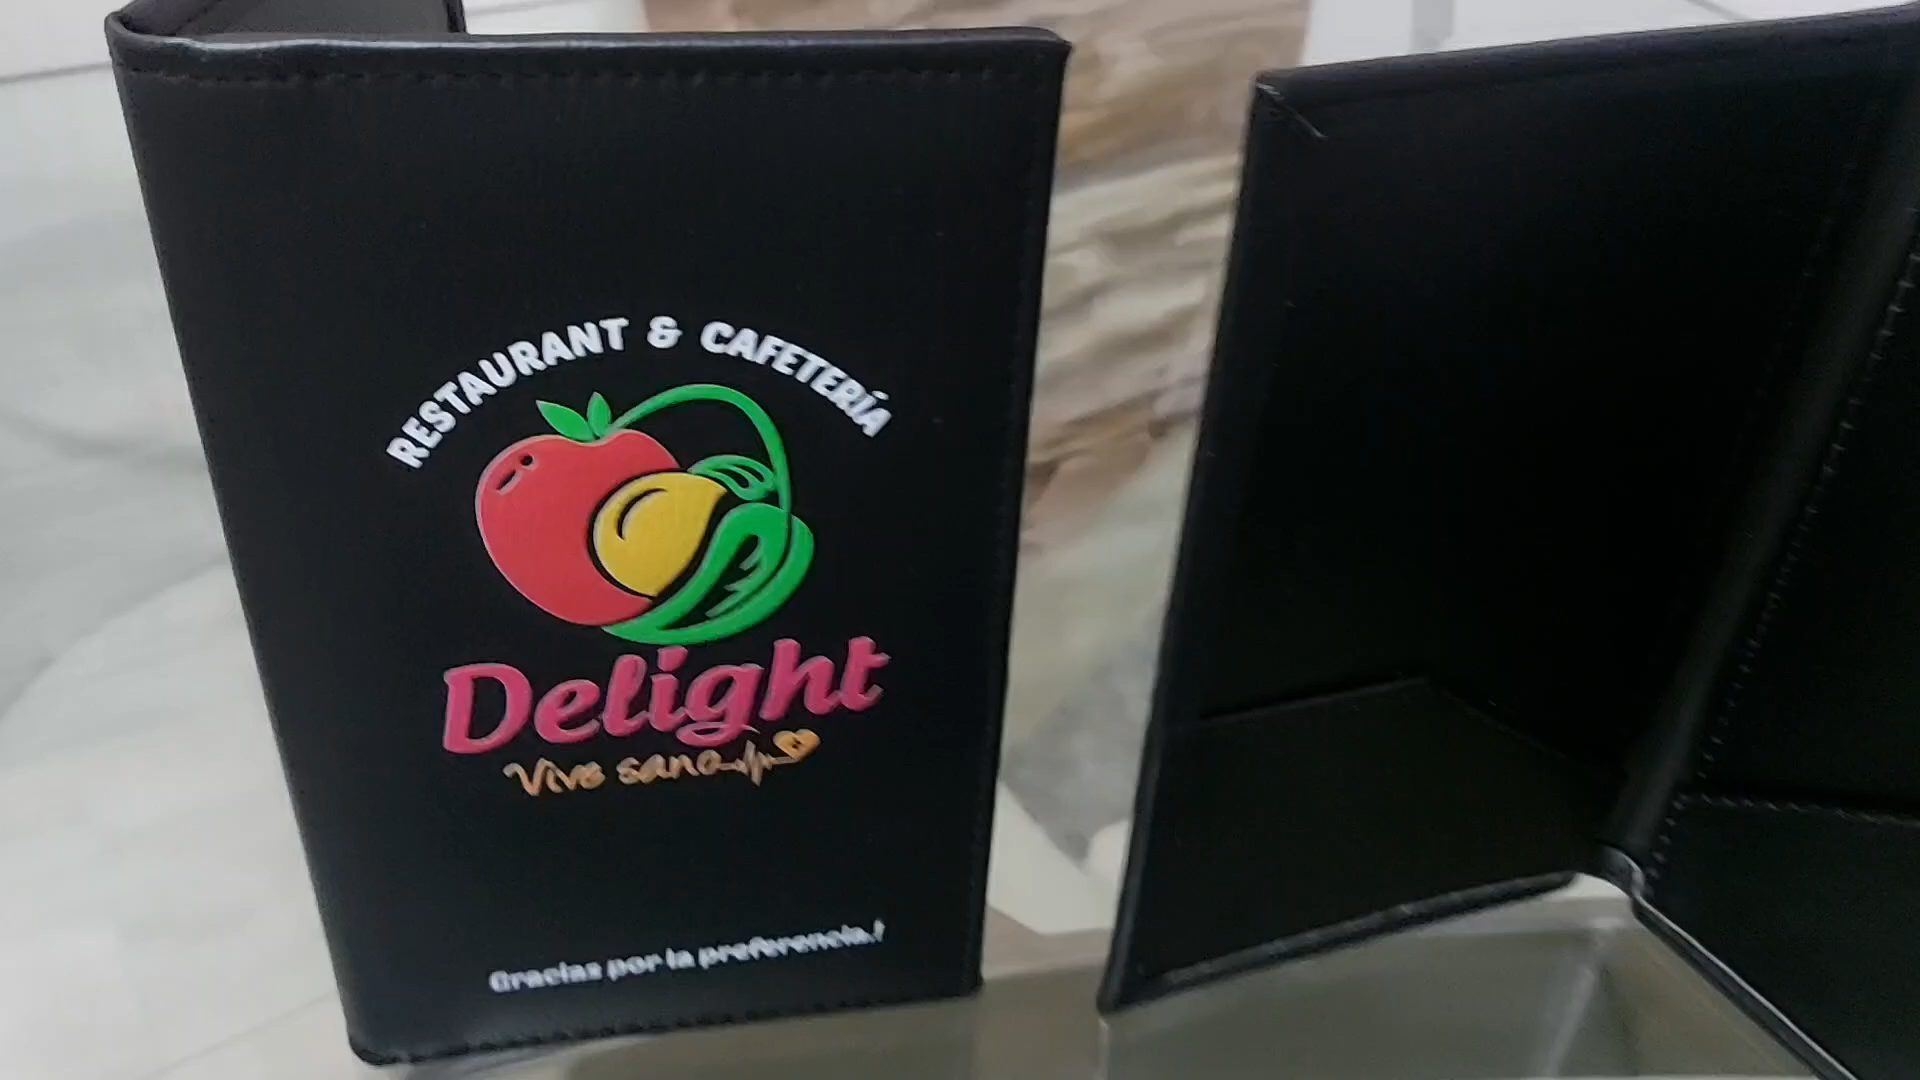 RESTAURANT & CAFETERÍA
Delight
Vive sano
Gracias por la preferencia.!